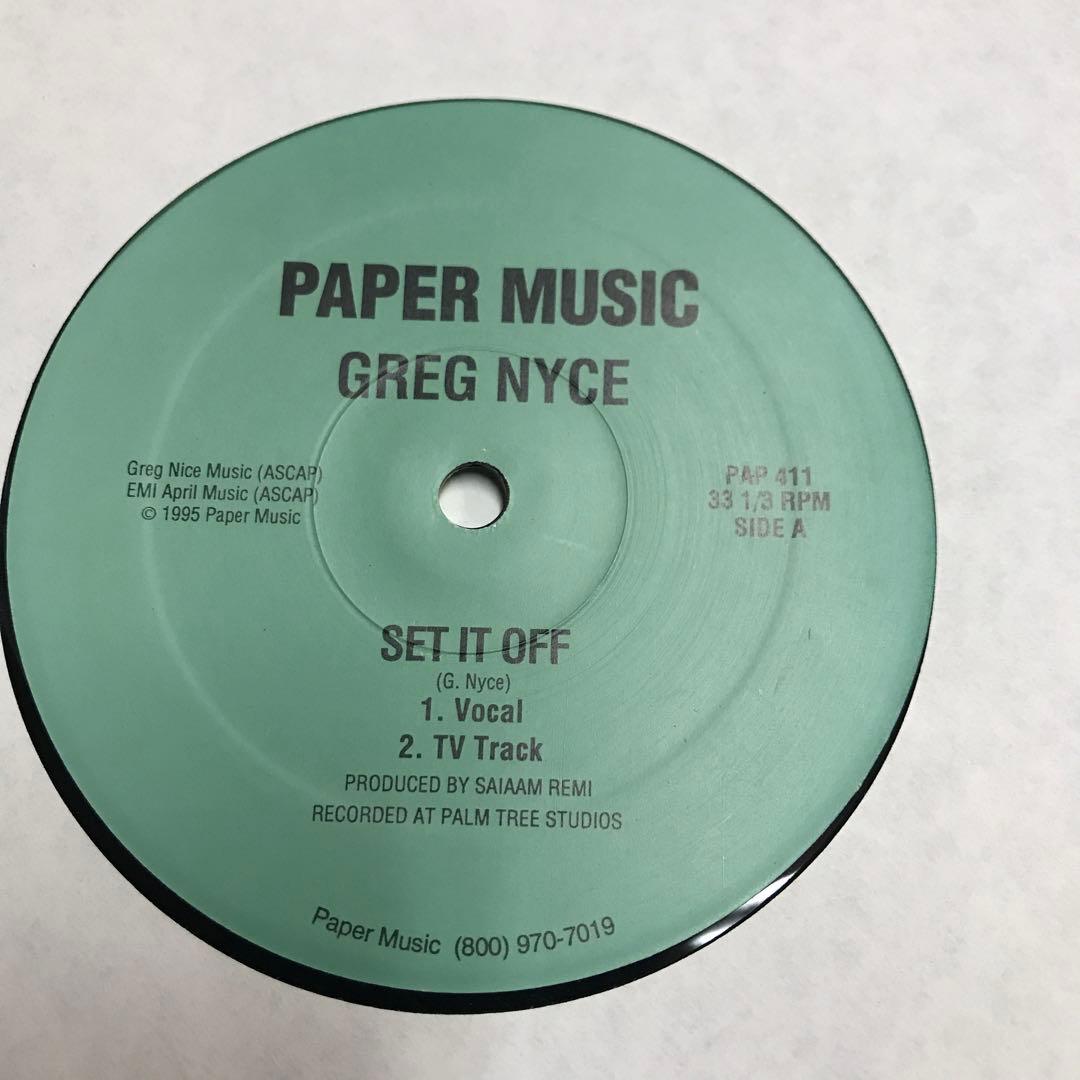 PAPER MUSIC
GREG NYCE
Greg Nice Music (ASCAP)
EMI April Music (ASCAP)
© 1995 Paper Music
PAP 411
33 1/3 RPM
SIDE A
SET IT OFF
(G. Nyce)
1. Vocal
2. TV Track
PRODUCED BY SAIAAM REMI
RECORDED AT PALM TREE STUDIOS
Paper Music (800) 970-7019